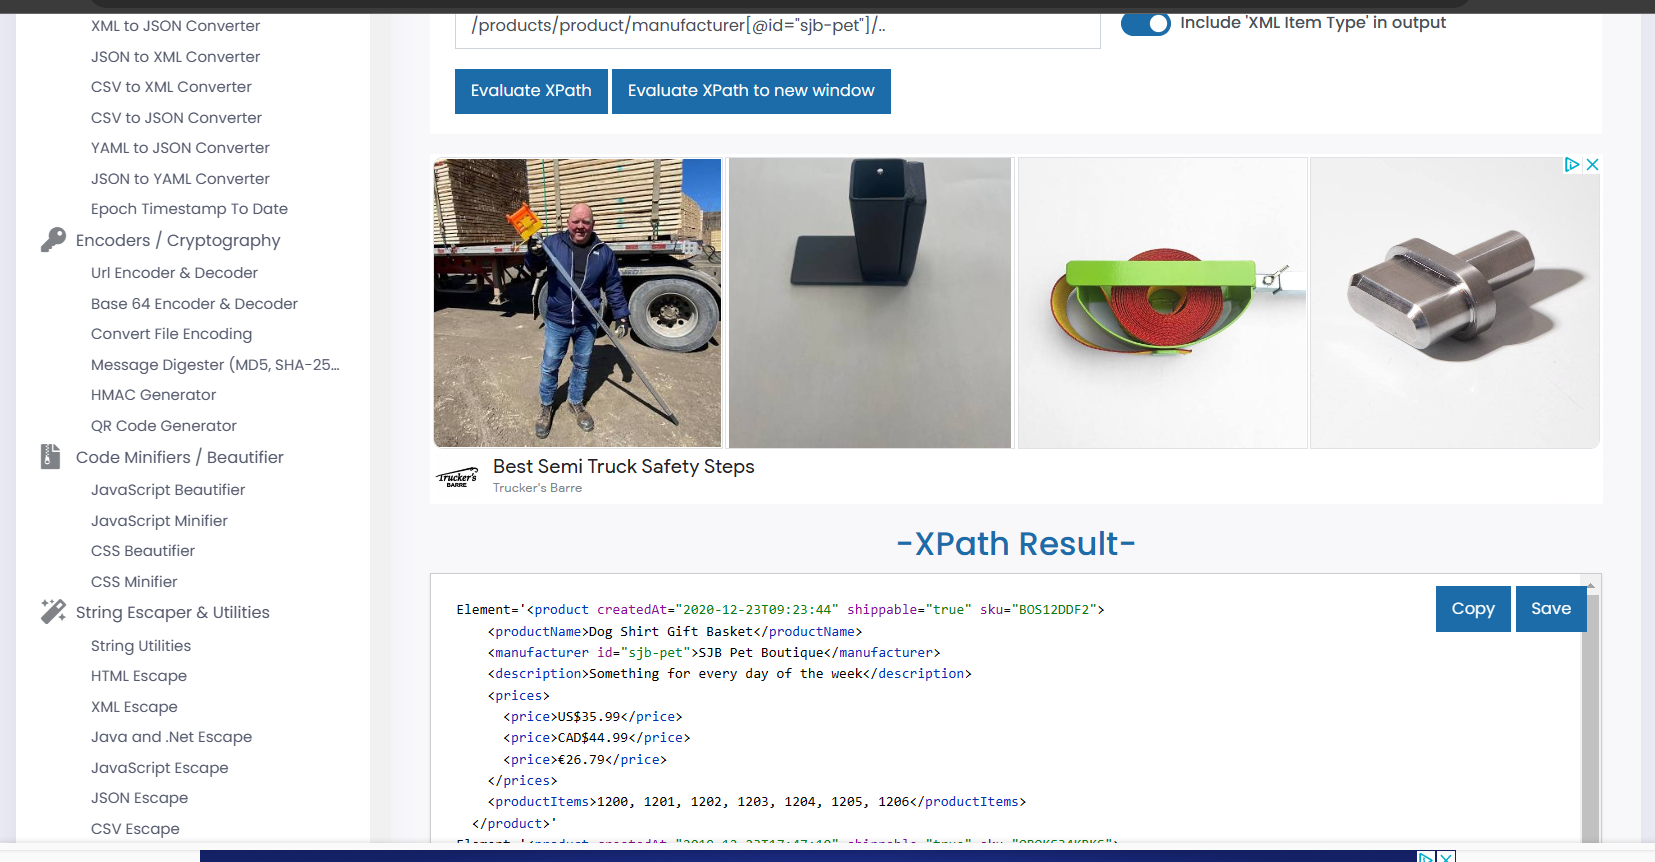 XML to JSON Converter
JSON to XML Converter
CSV to XML Converter
CSV to JSON Converter
YAML to JSON Converter
JSON to YAML Converter
Epoch Timestamp To Date
Encoders / Cryptography
Url Encoder & Decoder
Base 64 Encoder & Decoder
Convert File Encoding
Message Digester (MD5, SHA-25...
HMAC Generator
QR Code Generator
Code Minifiers / Beautifier
JavaScript Beautifier
JavaScript Minifier
CSS Beautifier
CSS Minifier
String Escaper & Utilities
String Utilities
HTML Escape
XML Escape
Java and .Net Escape
JavaScript Escape
JSON Escape
CSV Escape
/products/product/manufacturer[@id="sjb-pet"]/..
Include 'XML Item Type' in output
Evaluate XPath
Evaluate XPath to new window
Trucker's
BARRE
Best Semi Truck Safety Steps
Trucker's Barre
-XPath Result-
Copy
Save
Element='<product createdAt="2020-12-23T09:23:44" shippable="true" sku="BOS12DDF2">
<productName>Dog Shirt Gift Basket</productName>
<manufacturer id="sjb-pet">SJB Pet Boutique</manufacturer>
<description>Something for every day of the week</description>
<prices>
<price>US$35.99</price>
<price>CAD$44.99</price>
<price>€26.79</price>
</prices>
<productItems>1200, 1201, 1202, 1203, 1204, 1205, 1206</productItems>
</product>'